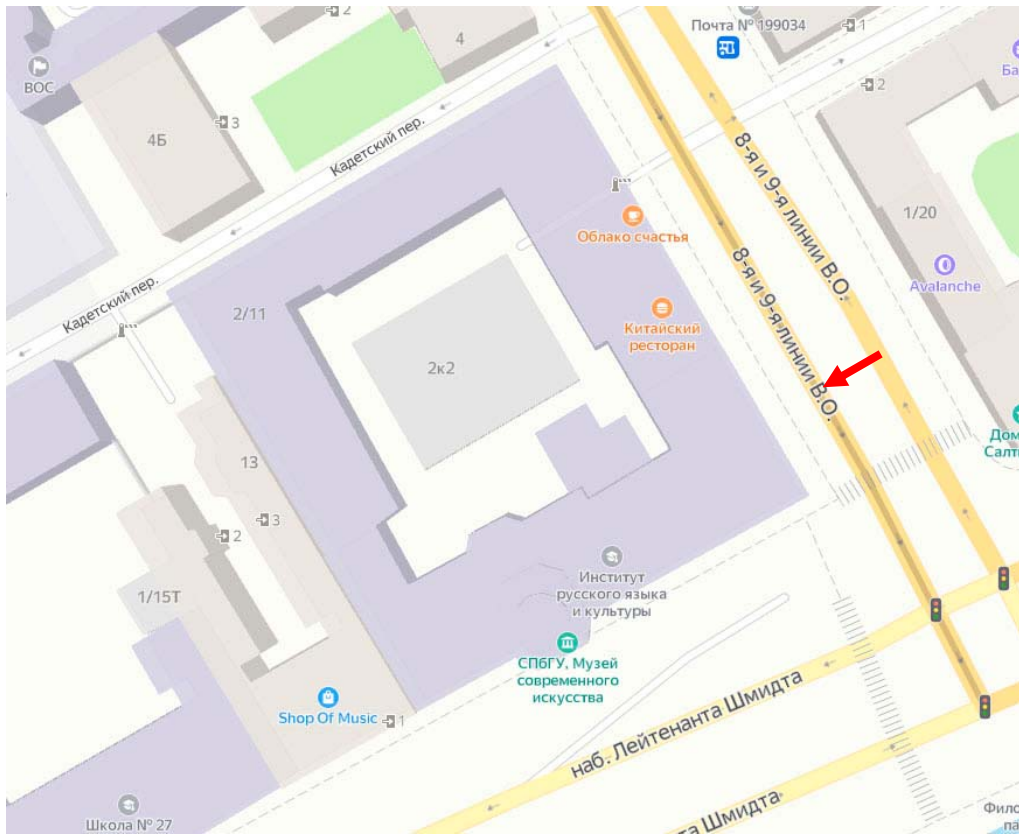 2
Почта № 199034
1
4
ВОС
2
3
4Б
Кадетский пер.
8-я и 9-я линии В.О.
1/20
Облако счастья
Avalanche
8-я и 9-я линии В.О.
Кадетский пер.
2/11
Китайский
ресторан
2к2
13
3
2
Институт
русского языка
и культуры
1/15Т
СПбГУ, Музей
современного
искусства
Shop Of Music
1
наб. Лейтенанта Шмидта
Шмидта
Школа № 27